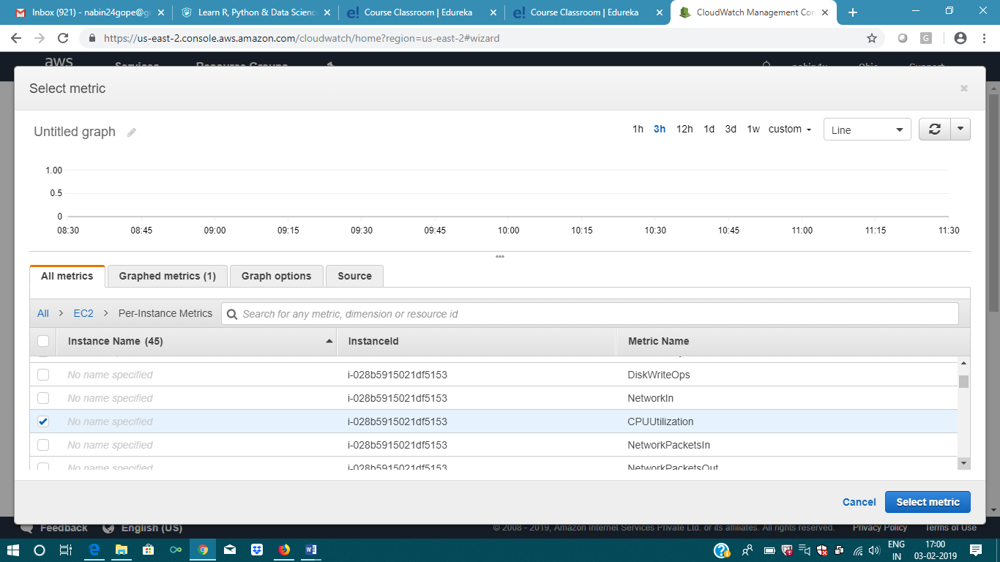 Inbox (921) - nabin24gope@g
Learn R, Python & Data Scienc
e! Course Classroom | Edureka
e! Course Classroom | Edureka
CloudWatch Management Con
https://us-east-2.console.aws.amazon.com/cloudwatch/home?region=us-east-2#wizard
G
aws Services Resource Groups Ohio Support
Select metric
Untitled graph
1h 3h 12h 1d 3d 1w custom
Line
1.00
0.5
0
08:30 08:45 09:00 09:15 09:30 09:45 10:00 10:15 10:30 10:45 11:00 11:15 11:30
All metrics Graphed metrics (1) Graph options Source
All > EC2 > Per-Instance Metrics Search for any metric, dimension or resource id
Instance Name (45) InstanceId Metric Name
No name specified i-028b5915021df5153 DiskWriteOps
No name specified i-028b5915021df5153 NetworkIn
No name specified i-028b5915021df5153 CPUUtilization
No name specified i-028b5915021df5153 NetworkPacketsIn
No name specified i-028b5915021df5153 NetworkPacketsOut
Cancel Select metric
Feedback English (US) © 2008 - 2019, Amazon Internet Services Private Ltd. or its affiliates. All rights reserved. Privacy Policy Terms of Use
ENG 17:00
IN 03-02-2019